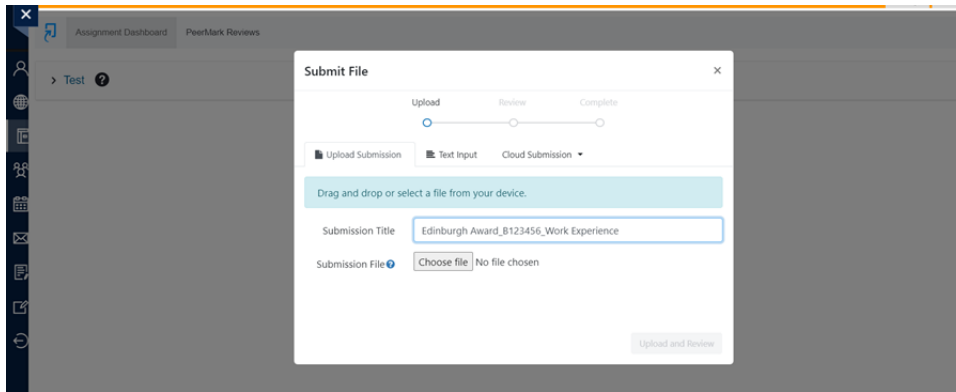 Assignment Dashboard PeerMark Reviews
Test
Submit File
Upload Review Complete
Upload Submission Text Input Cloud Submission
Drag and drop or select a file from your device.
Submission Title Edinburgh Award_B123456_Work Experience
Submission File Choose file No file chosen
Upload and Review